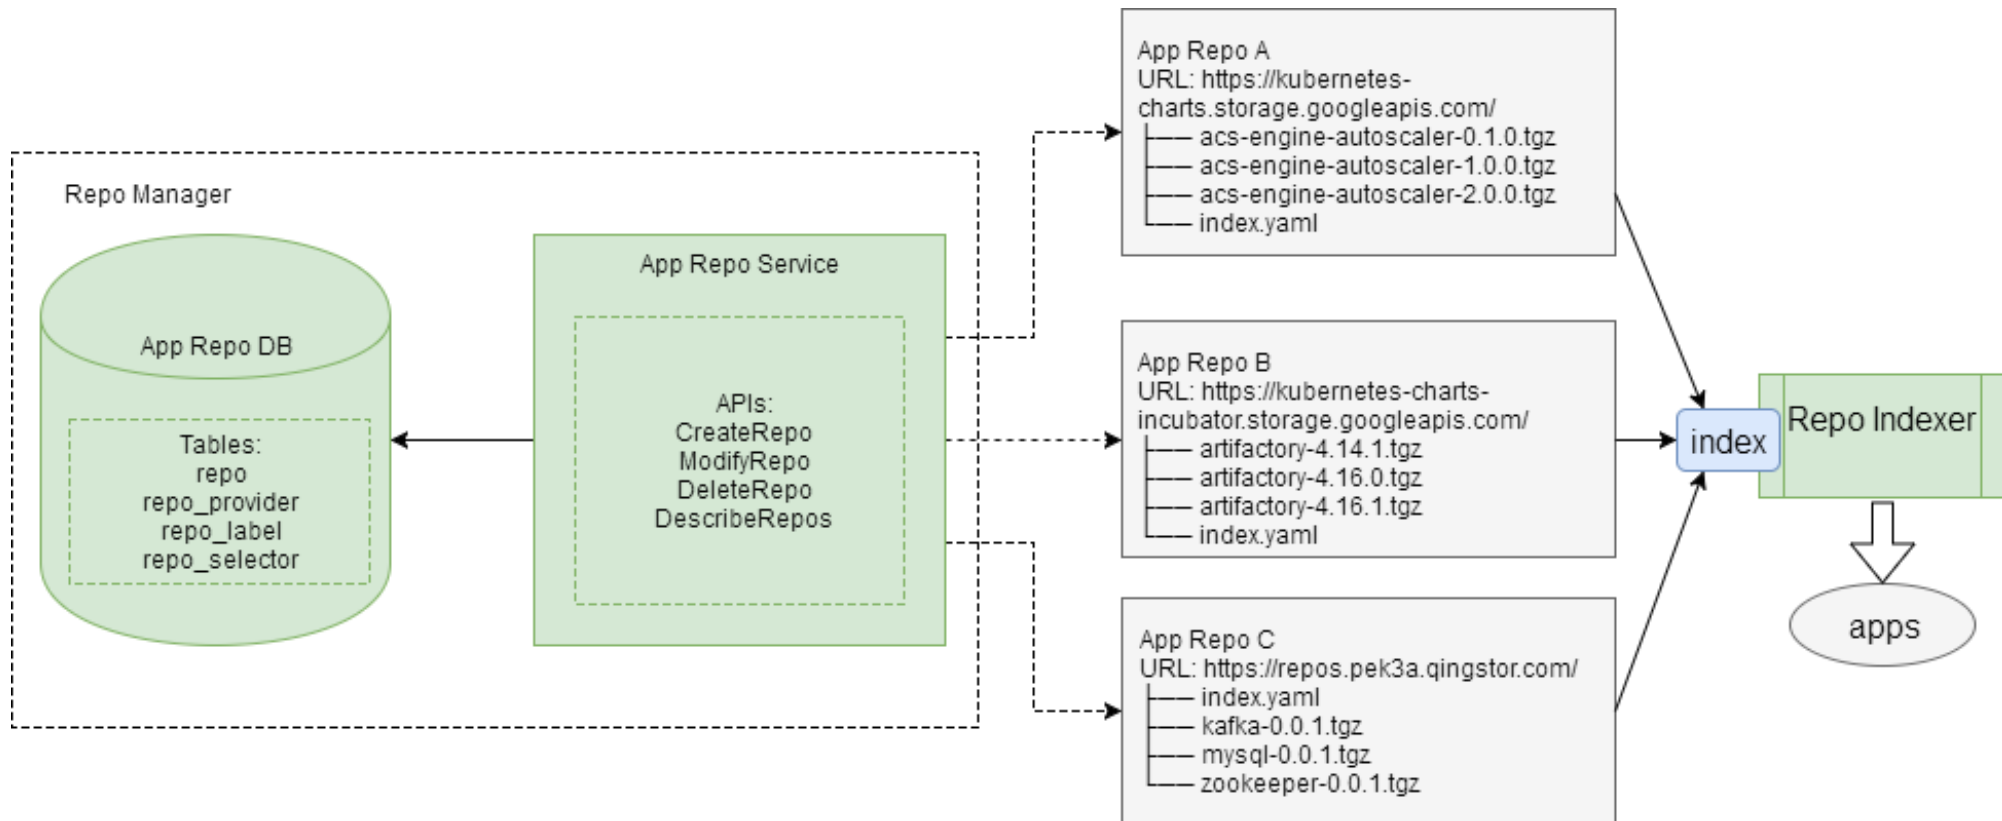 Repo Manager
App Repo DB
Tables:
repo
repo_provider
repo_label
repo_selector
App Repo Service
APIs:
CreateRepo
ModifyRepo
DeleteRepo
DescribeRepos
App Repo A
URL: https://kubernetes-
charts.storage.googleapis.com/
acs-engine-autoscaler-0.1.0.tgz
acs-engine-autoscaler-1.0.0.tgz
acs-engine-autoscaler-2.0.0.tgz
index.yaml
App Repo B
URL: https://kubernetes-charts-
incubator.storage.googleapis.com/
artifactory-4.14.1.tgz
artifactory-4.16.0.tgz
artifactory-4.16.1.tgz
index.yaml
App Repo C
URL: https://repos.pek3a.qingstor.com/
index.yaml
kafka-0.0.1.tgz
mysql-0.0.1.tgz
zookeeper-0.0.1.tgz
index
Repo Indexer
apps